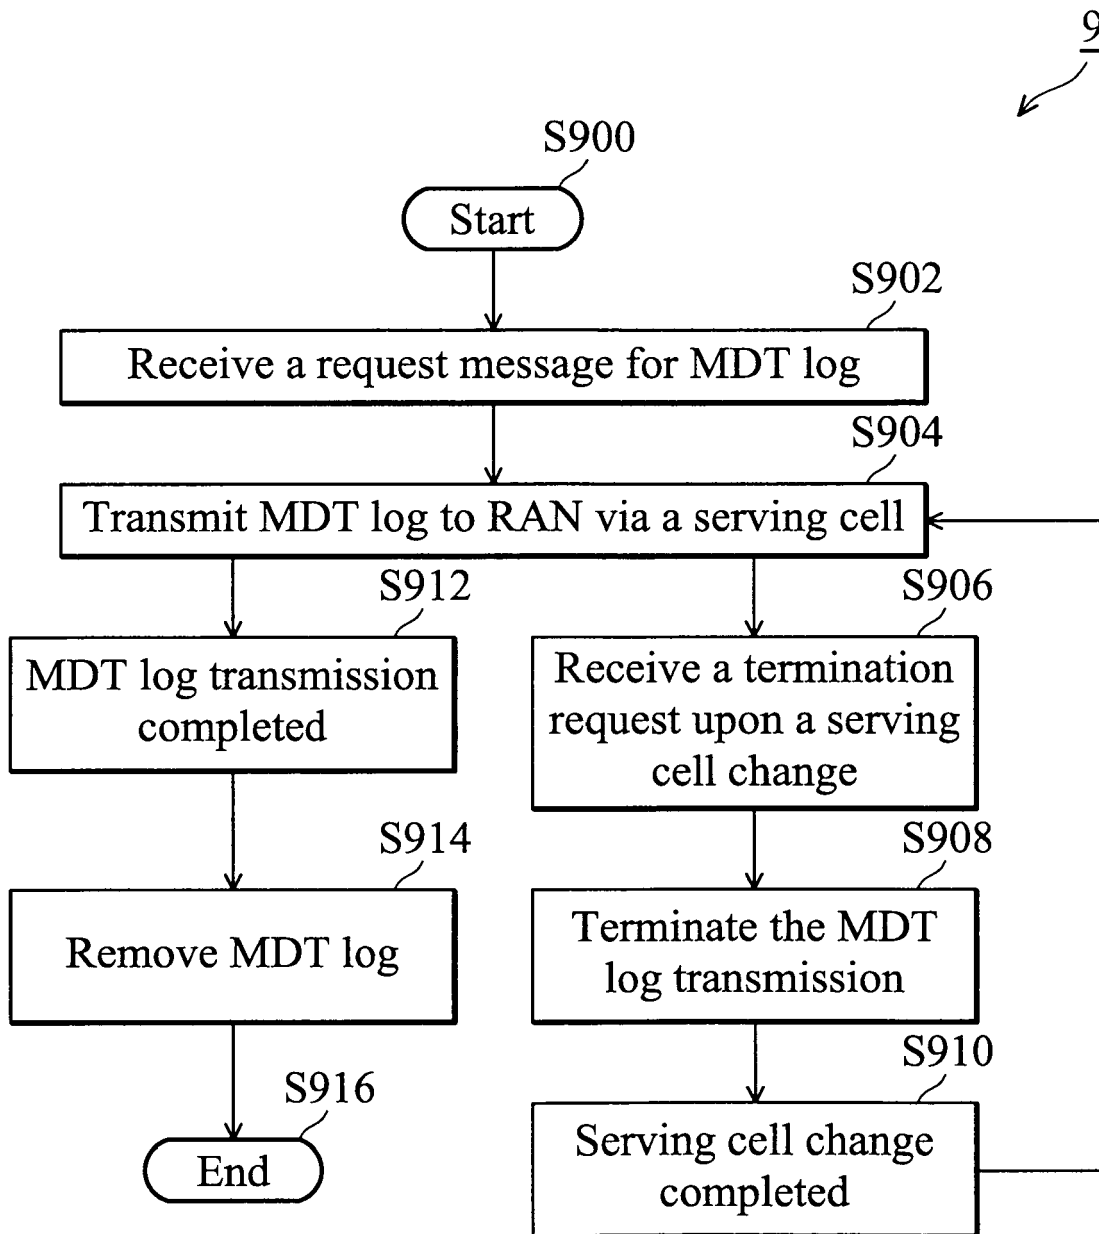 9
S900
Start
S902
Receive a request message for MDT log
S904
Transmit MDT log to RAN via a serving cell
S912
MDT log transmission
completed
S906
Receive a termination
request upon a serving
cell change
S914
Remove MDT log
S908
Terminate the MDT
log transmission
S916
End
S910
Serving cell change
completed